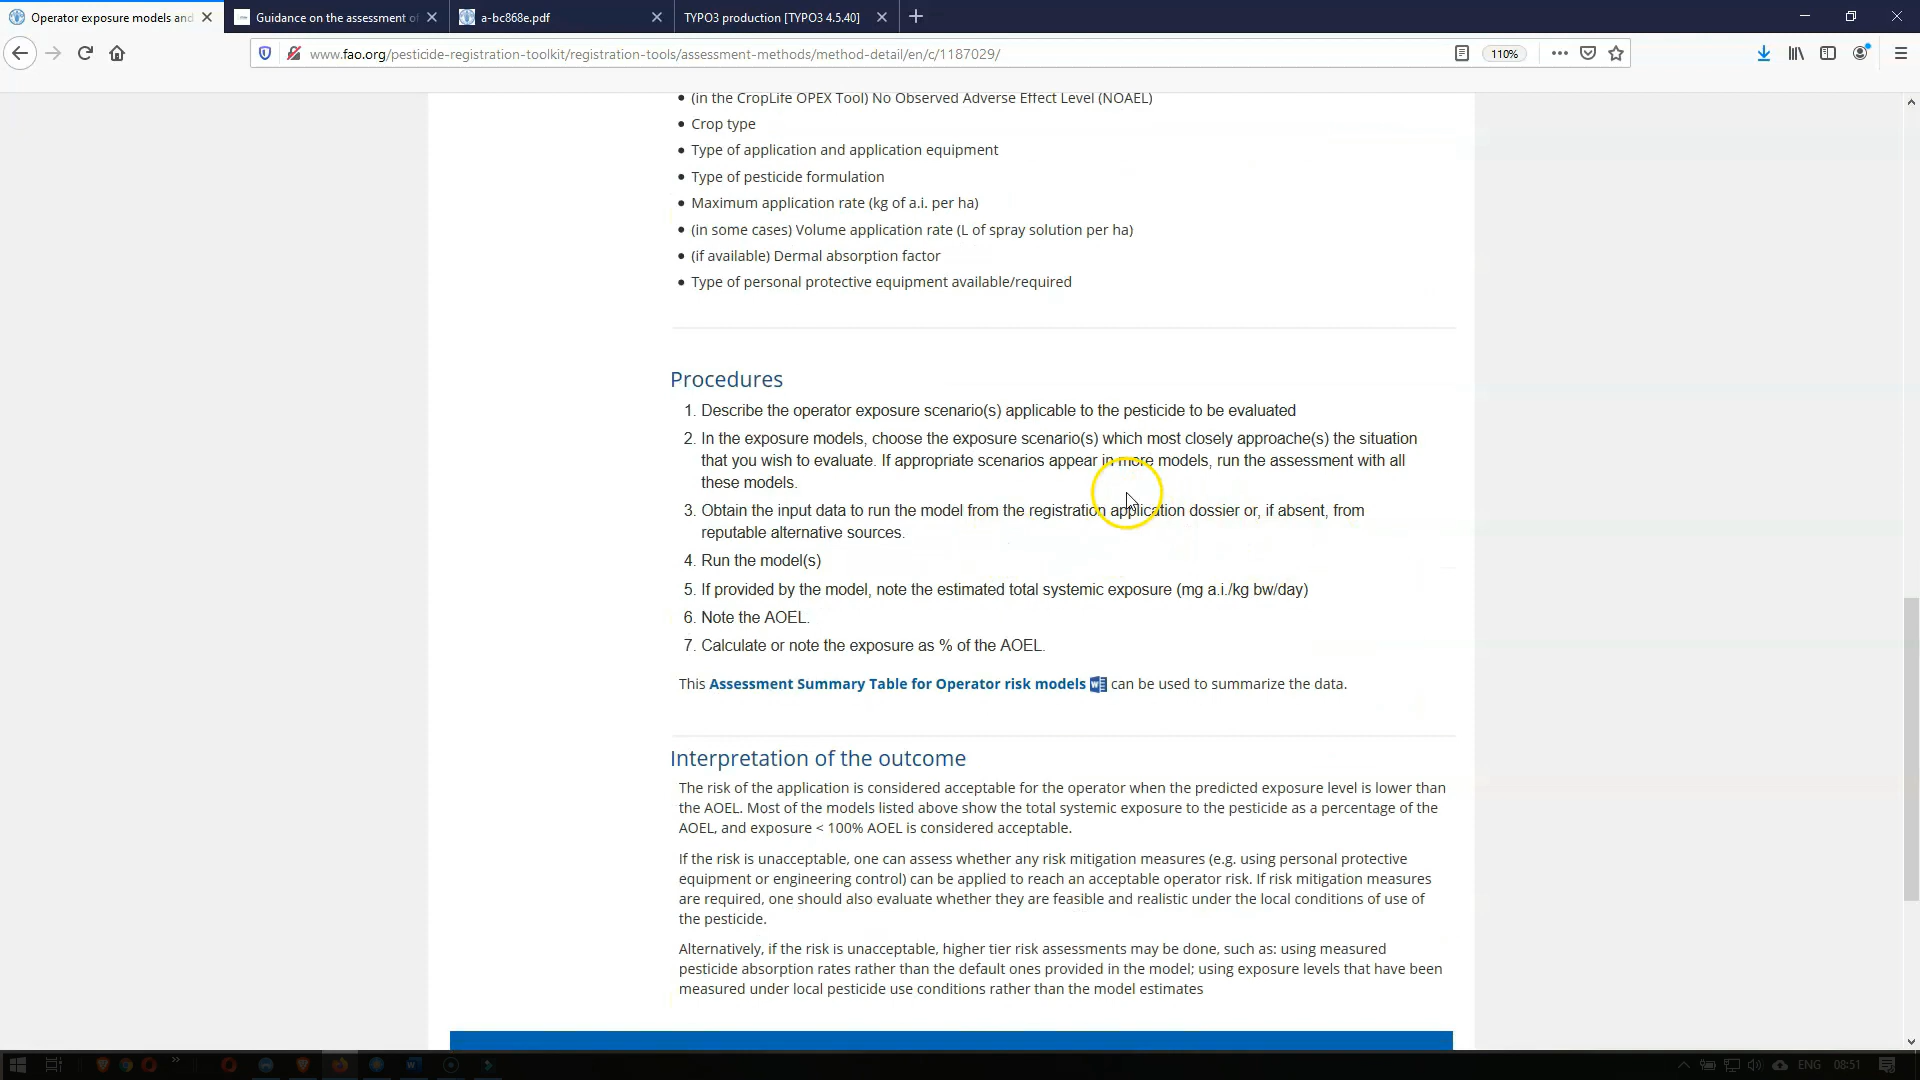 Operator exposure models and
Guidance on the assessment of
a-bc868e.pdf
TYPO3 production [TYPO3 4.5.40]
www.fao.org/pesticide-registration-toolkit/registration-tools/assessment-methods/method-detail/en/c/1187029/
110%
• (in the CropLife OPEX Tool) No Observed Adverse Effect Level (NOAEL)
• Crop type
• Type of application and application equipment
• Type of pesticide formulation
• Maximum application rate (kg of a.i. per ha)
• (in some cases) Volume application rate (L of spray solution per ha)
• (if available) Dermal absorption factor
• Type of personal protective equipment available/required
Procedures
1. Describe the operator exposure scenario(s) applicable to the pesticide to be evaluated
2. In the exposure models, choose the exposure scenario(s) which most closely approache(s) the situation
that you wish to evaluate. If appropriate scenarios appear in more models, run the assessment with all
these models.
3. Obtain the input data to run the model from the registration application dossier or, if absent, from
reputable alternative sources.
4. Run the model(s)
5. If provided by the model, note the estimated total systemic exposure (mg a.i./kg bw/day)
6. Note the AOEL.
7. Calculate or note the exposure as % of the AOEL.
This Assessment Summary Table for Operator risk models can be used to summarize the data.
Interpretation of the outcome
The risk of the application is considered acceptable for the operator when the predicted exposure level is lower than
the AOEL. Most of the models listed above show the total systemic exposure to the pesticide as a percentage of the
AOEL, and exposure < 100% AOEL is considered acceptable.
If the risk is unacceptable, one can assess whether any risk mitigation measures (e.g. using personal protective
equipment or engineering control) can be applied to reach an acceptable operator risk. If risk mitigation measures
are required, one should also evaluate whether they are feasible and realistic under the local conditions of use of
the pesticide.
Alternatively, if the risk is unacceptable, higher tier risk assessments may be done, such as: using measured
pesticide absorption rates rather than the default ones provided in the model; using exposure levels that have been
measured under local pesticide use conditions rather than the model estimates
ENG
08:51